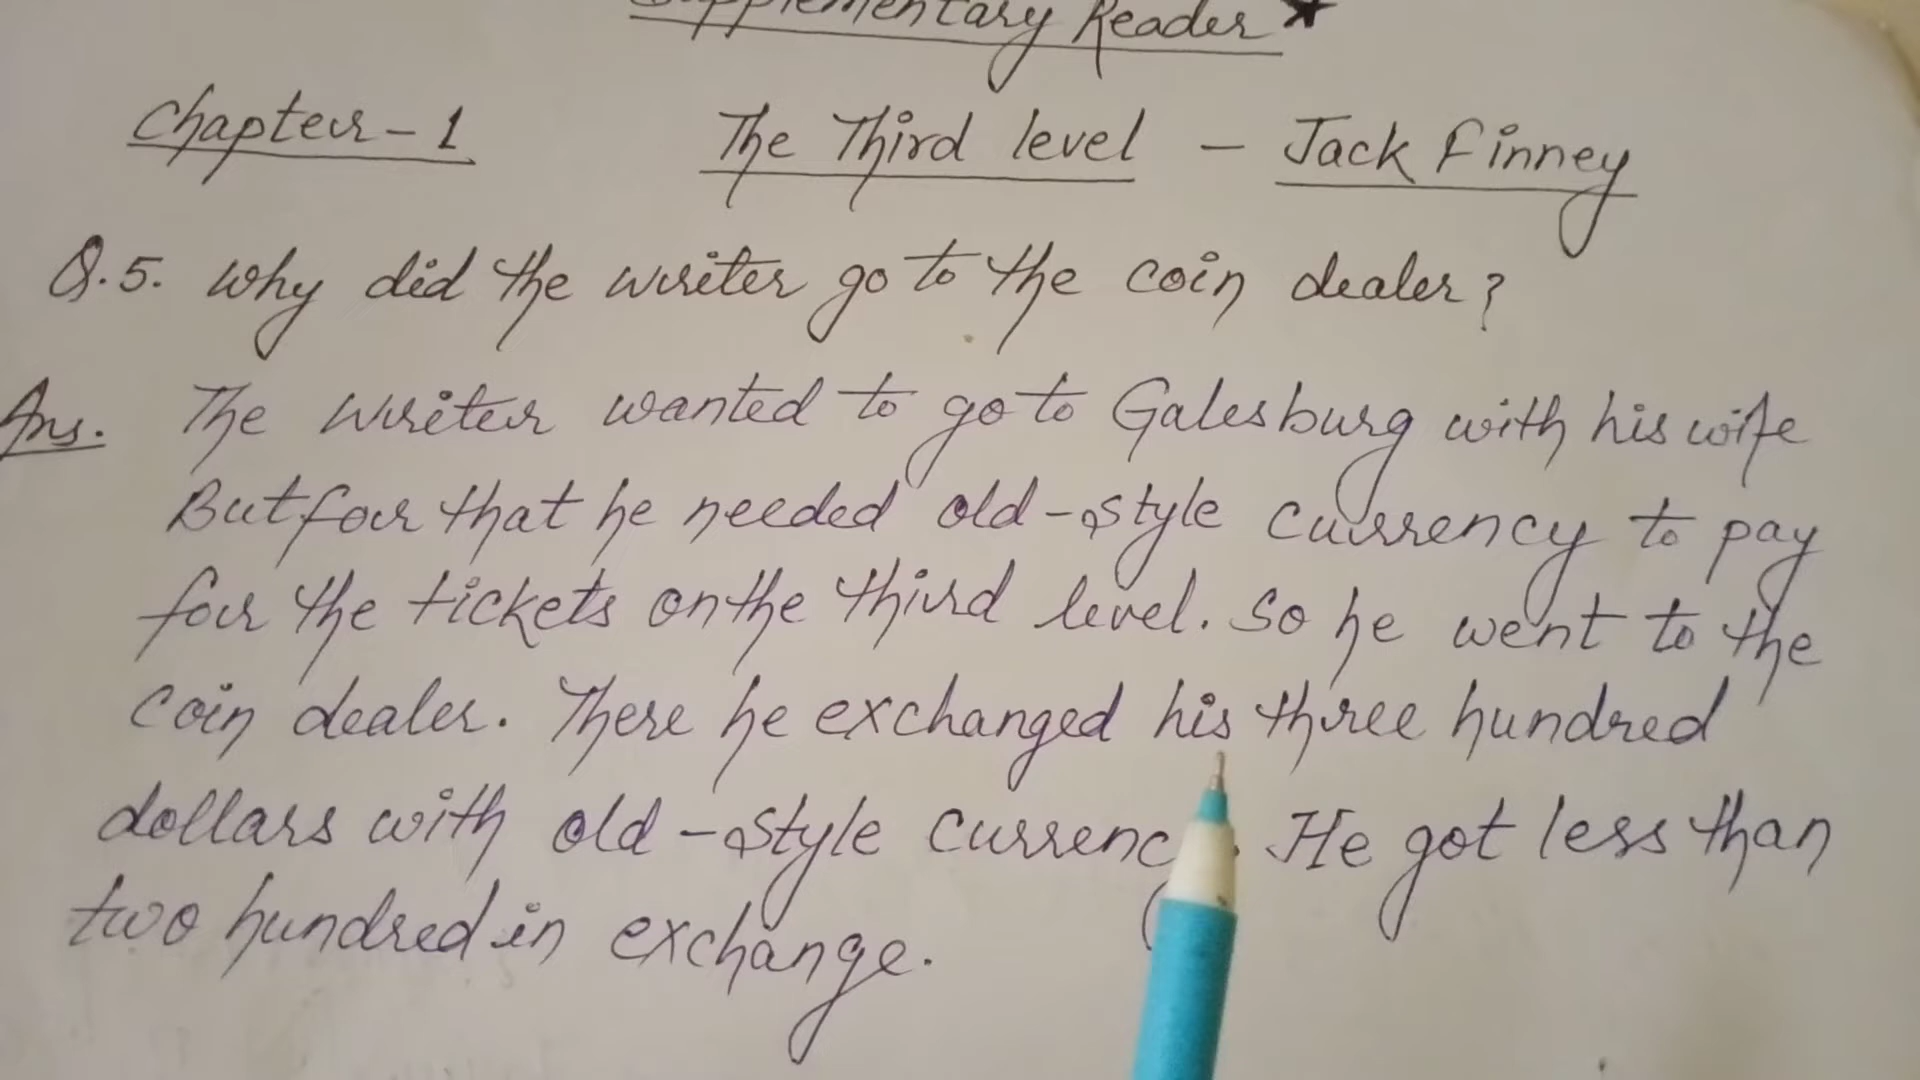 Supplementary Reader
Chapter - 1 The Third level - Jack Finney
Q.5. Why did the writer go to the coin dealer?
Ans. The writer wanted to go to Galesburg with his wife
But for that he needed old-style currency to pay
for the tickets on the third level. So he went to the
coin dealer. There he exchanged his three hundred
dollars with old-style currency. He got less than
two hundred in exchange.